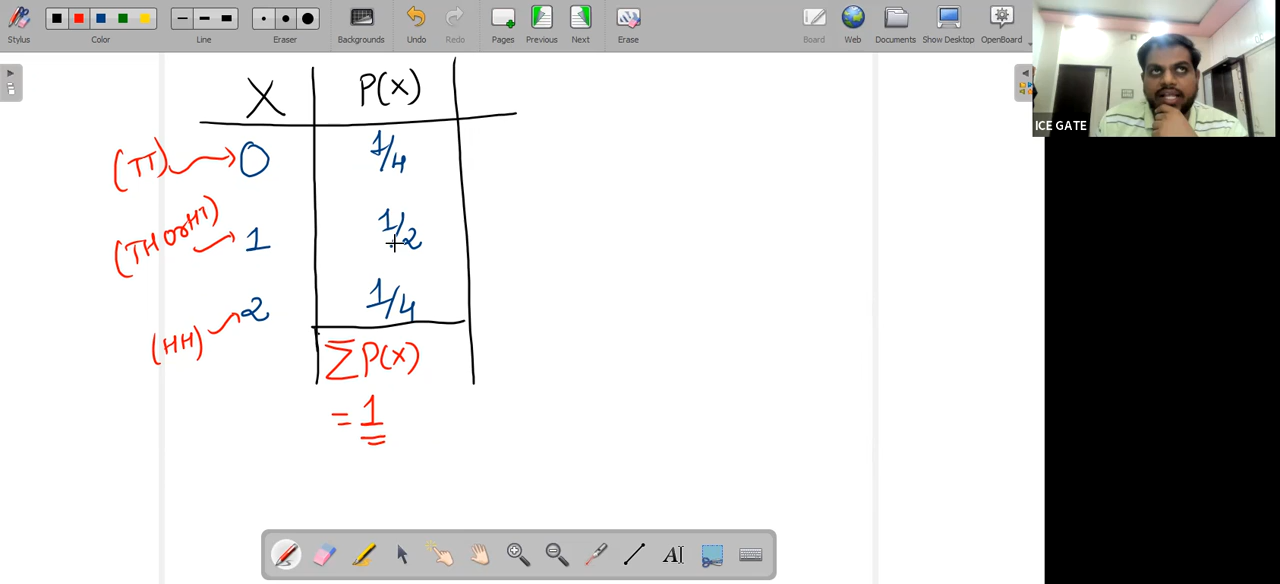 Stylus
Color
Line
Eraser
Backgrounds
Undo
Redo
Pages
Previous
Next
Erase
Board
Web
Documents
Show Desktop
OpenBoard
ICE GATE
X P(x)
(TT) 0 1/4
(TH or HT) 1 1/2
(HH) 2 1/4
∑ P(x)
= 1
AI